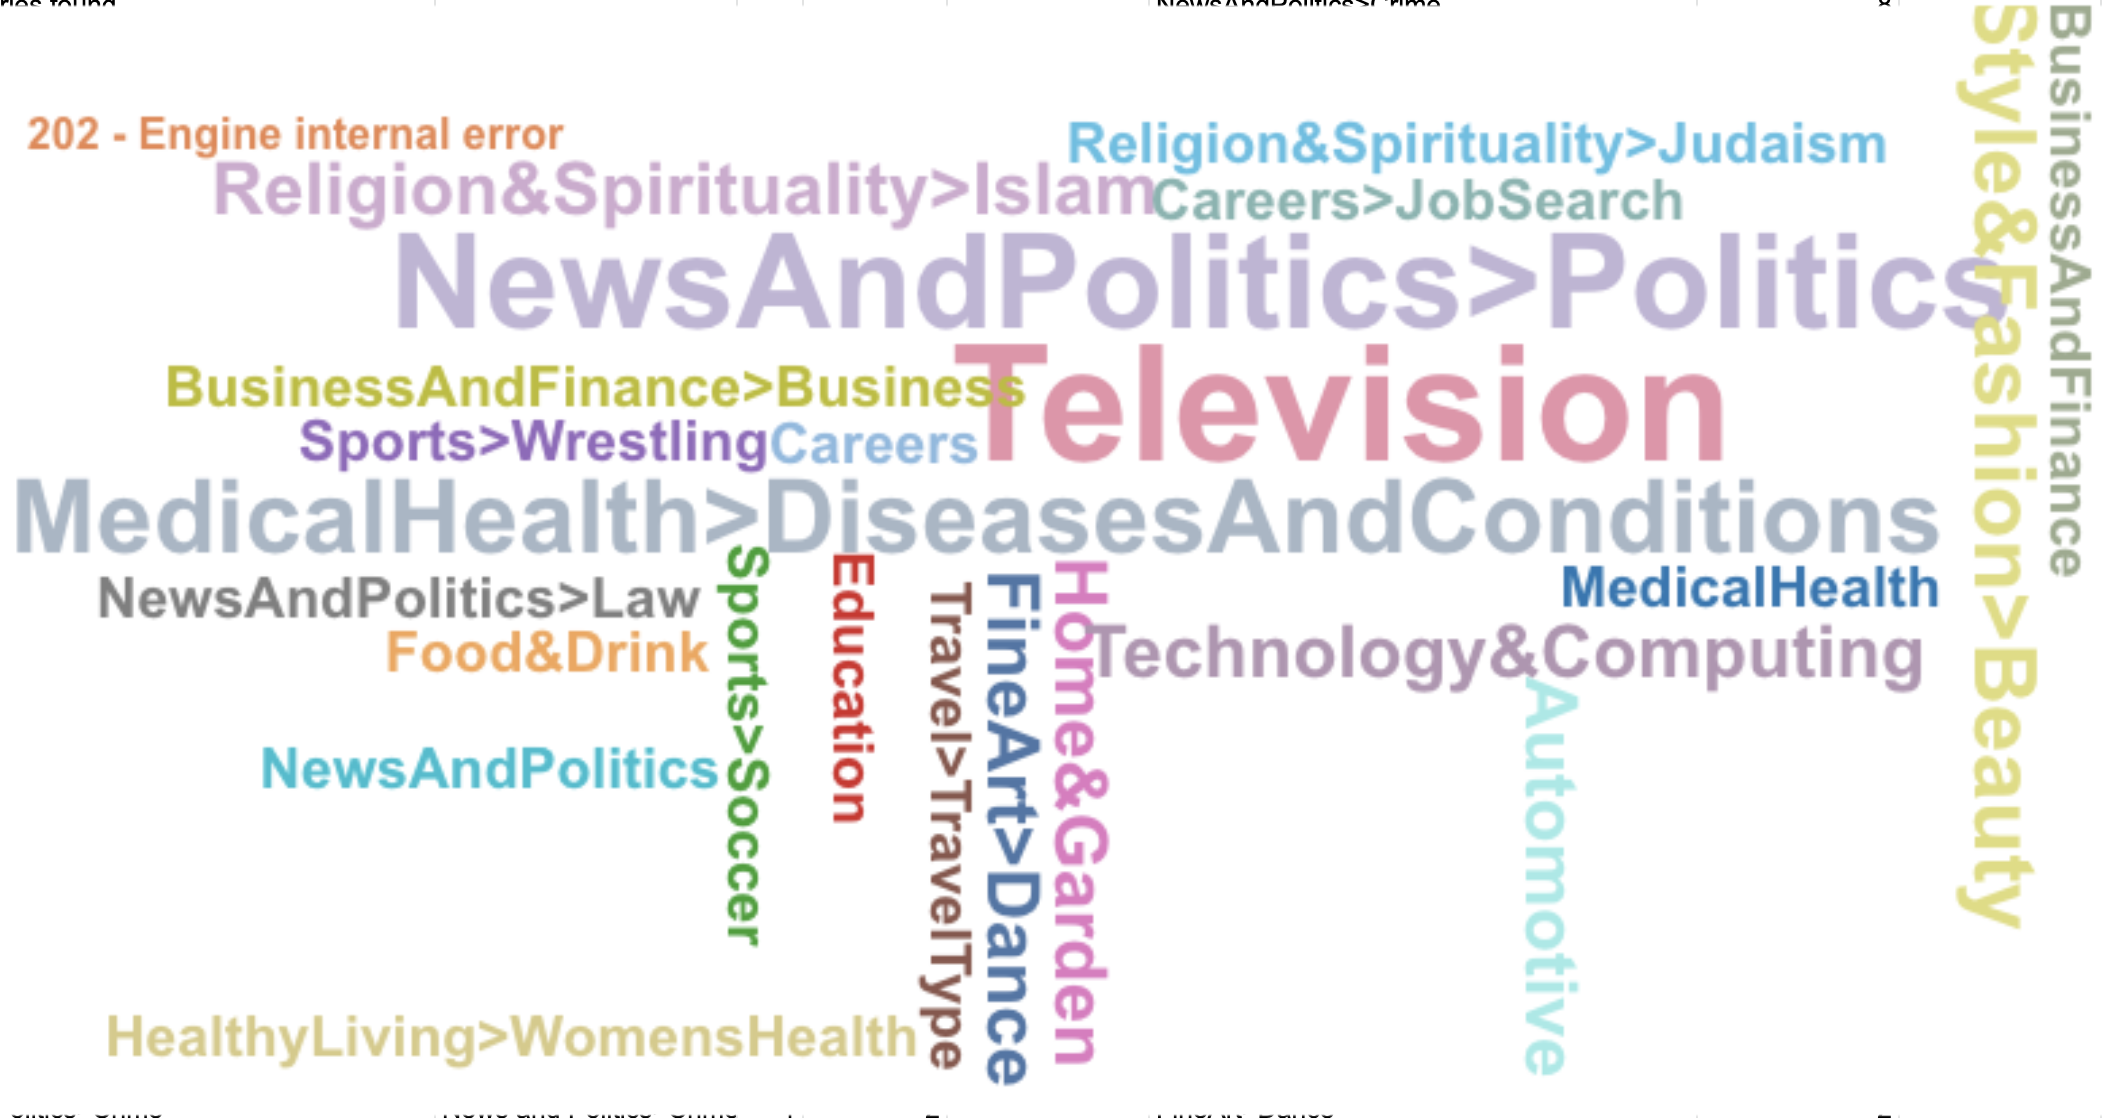 202 - Engine internal error
Religion&Spirituality>Judaism
Religion&Spirituality>Islam
Careers>JobSearch
NewsAndPolitics>Politics
BusinessAndFinance>Business
Television
Sports>Wrestling
Careers
MedicalHealth>DiseasesAndConditions
NewsAndPolitics>Law
MedicalHealth
Food&Drink
Technology&Computing
NewsAndPolitics
Sports>Soccer
Education
Travel>TravelType
FineArt>Dance
Home&Garden
Automotive
Style&Fashion>Beauty
BusinessAndFinance
HealthyLiving>WomensHealth